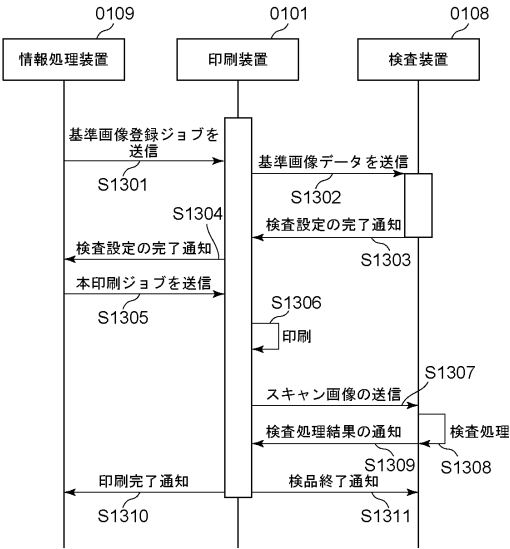 0109
0101
0108
情報処理装置
印刷装置
検査装置
基準画像登録ジョブを
送信
S1301
基準画像データを送信
S1302
検査設定の完了通知
S1303
S1304
検査設定の完了通知
本印刷ジョブを送信
S1305
S1306
印刷
S1307
スキャン画像の送信
検査処理
S1308
検査処理結果の通知
S1309
印刷完了通知
S1310
検品終了通知
S1311